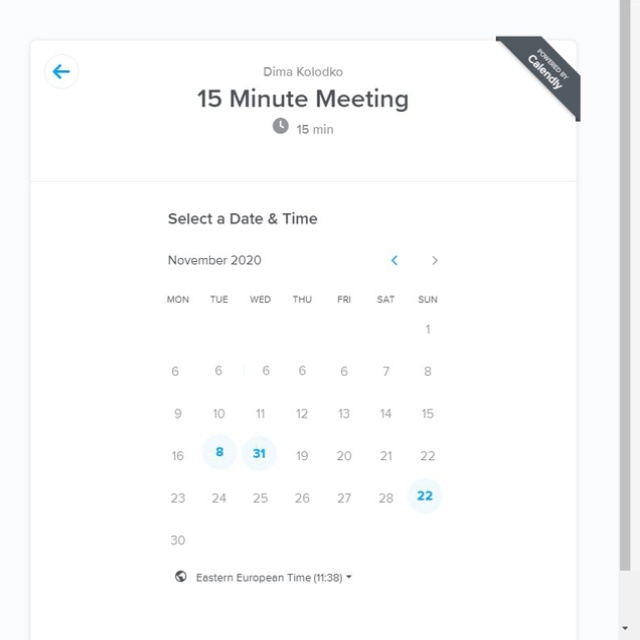 POWERED BY
Calendly
Dima Kolodko
15 Minute Meeting
15 min
Select a Date & Time
November 2020
MON TUE WED THU FRI SAT SUN
1
6 6 6 6 6 7 8
9 10 11 12 13 14 15
16 8 31 19 20 21 22
23 24 25 26 27 28 22
30
Eastern European Time (11:38)